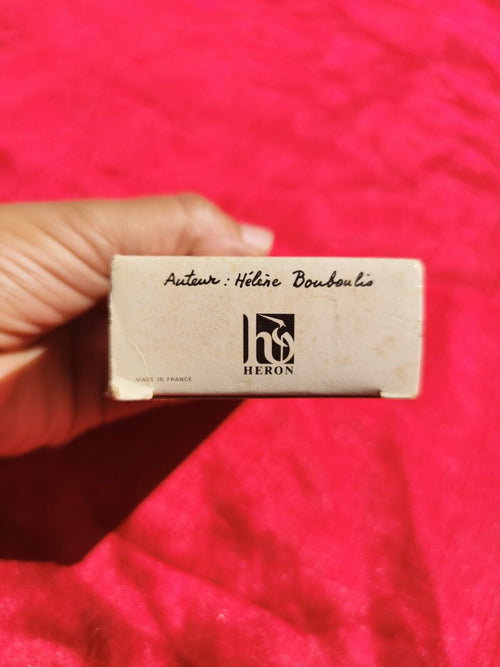 Auteur : Hélène Bouboulis
HERON
MADE IN FRANCE